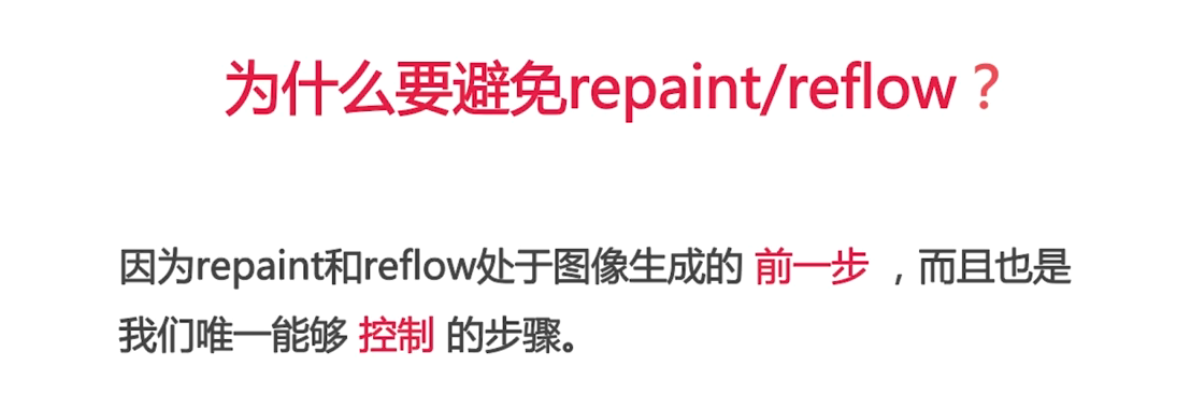 为什么要避免repaint/reflow？
因为repaint和reflow处于图像生成的 前一步 ，而且也是
我们唯一能够 控制 的步骤。